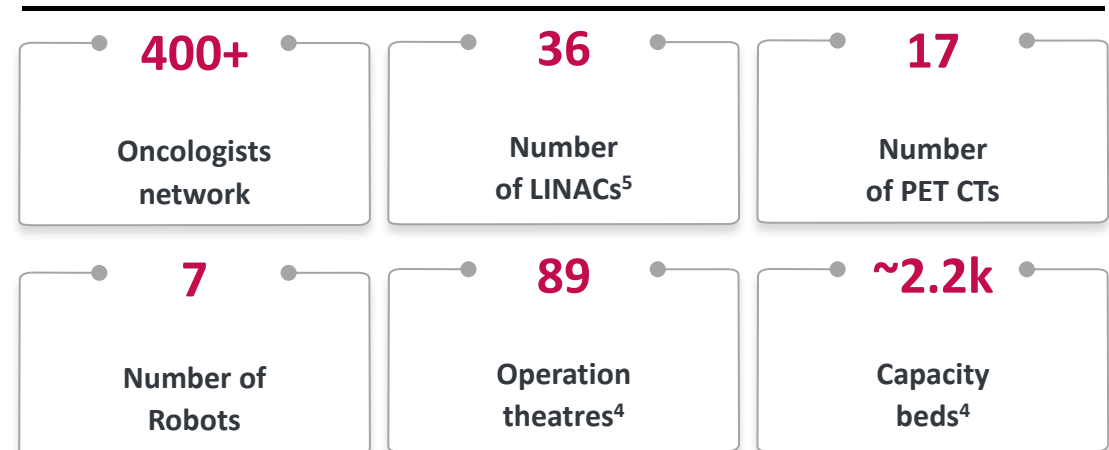 400+
Oncologists
network
36
Number
of LINACs⁵
17
Number
of PET CTs
7
Number of
Robots
89
Operation
theatres⁴
~2.2k
Capacity
beds⁴